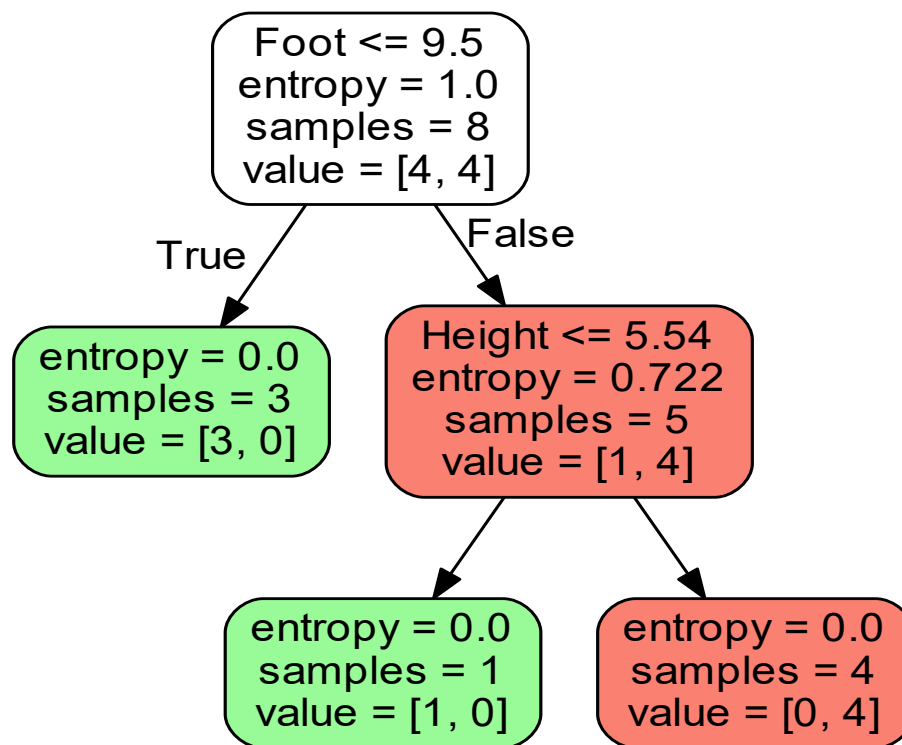 Foot <= 9.5
entropy = 1.0
samples = 8
value = [4, 4]
True
False
entropy = 0.0
samples = 3
value = [3, 0]
Height <= 5.54
entropy = 0.722
samples = 5
value = [1, 4]
entropy = 0.0
samples = 1
value = [1, 0]
entropy = 0.0
samples = 4
value = [0, 4]